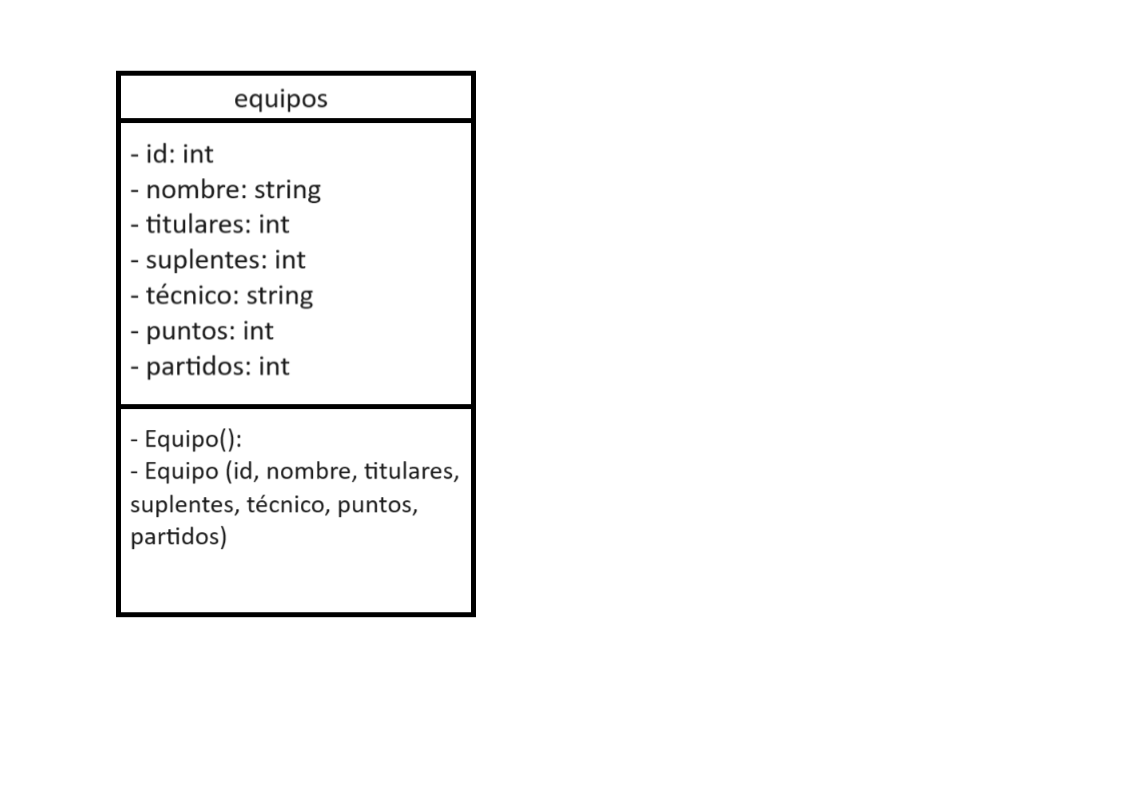 equipos
- id: int
- nombre: string
- titulares: int
- suplentes: int
- técnico: string
- puntos: int
- partidos: int
- Equipo():
- Equipo (id, nombre, titulares,
suplentes, técnico, puntos,
partidos)